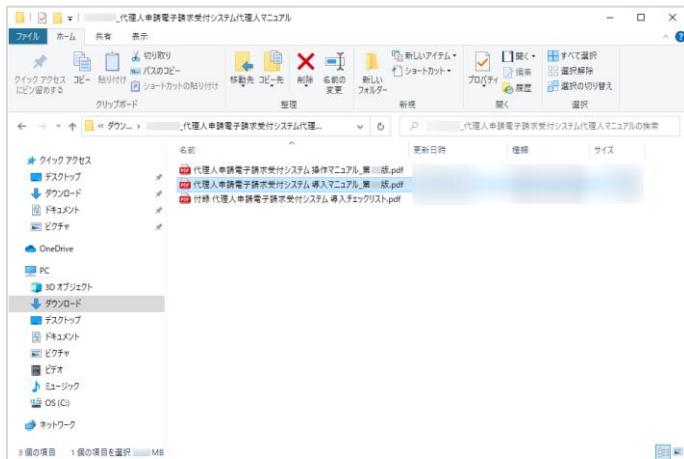 _代理人申請電子請求受付システム代理人マニュアル
ファイル ホーム 共有 表示
クイック アクセスにピン留めする
コピー
貼り付け
切り取り
パスのコピー
ショートカットの貼り付け
クリップボード
移動先
コピー先
削除
名前の変更
整理
新しいフォルダー
新しいアイテム
ショートカット
新規
プロパティ
開く
編集
履歴
開く
すべて選択
選択解除
選択の切り替え
選択
« ダウン... › _代理人申請電子請求受付システム代理...
_代理人申請電子請求受付システム代理人マニュアルの検索
名前 更新日時 種類 サイズ
代理人申請電子請求受付システム 操作マニュアル_第 版.pdf
代理人申請電子請求受付システム 導入マニュアル_第 版.pdf
付録 代理人申請電子請求受付システム 導入チェックリスト.pdf
クイック アクセス
デスクトップ
ダウンロード
ドキュメント
ピクチャ
OneDrive
PC
3D オブジェクト
ダウンロード
デスクトップ
ドキュメント
ピクチャ
ビデオ
ミュージック
OS (C:)
ネットワーク
3 個の項目 1 個の項目を選択 MB